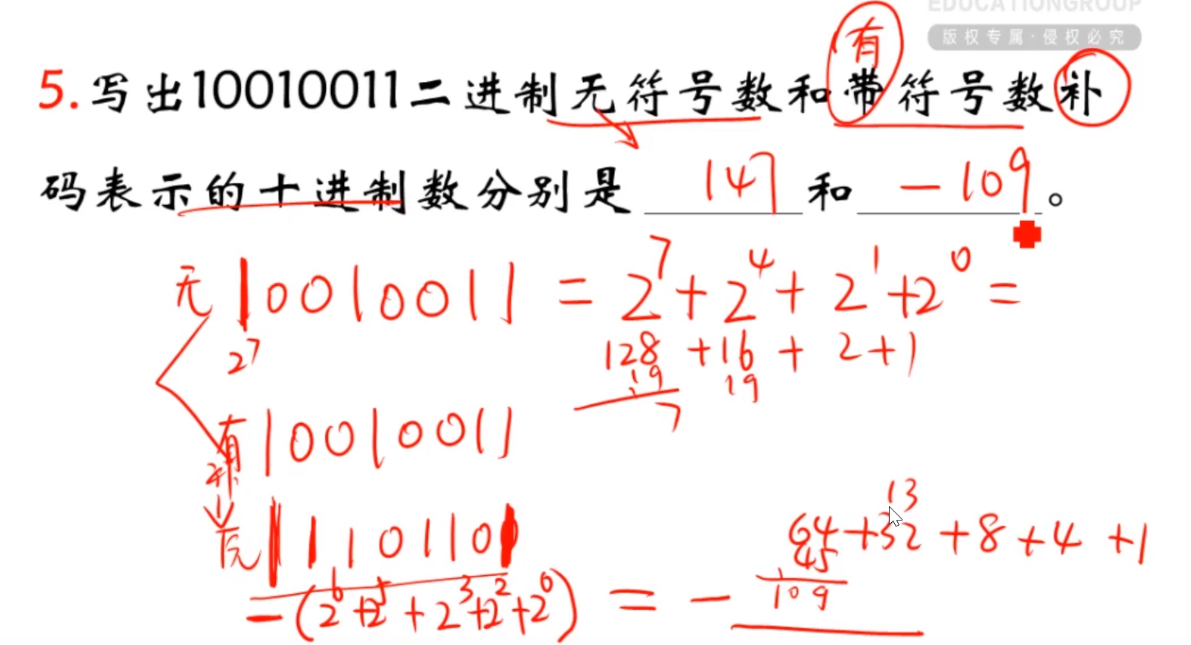 EDUCATIONGROUP
版权专属·侵权必究
有
5.写出10010011二进制无符号数和带符号数补
码表示的十进制数分别是 147 和 -109 。
无 10010011 = 2^7 + 2^4 + 2^1 + 2^0 =
2^7 128 + 16 + 2 + 1
19 19
7
有 10010011
补
13
原 11101101 64 + 32 + 8 + 4 + 1
45
-(2^6+2^5+2^3+2^2+2^0) = - 109